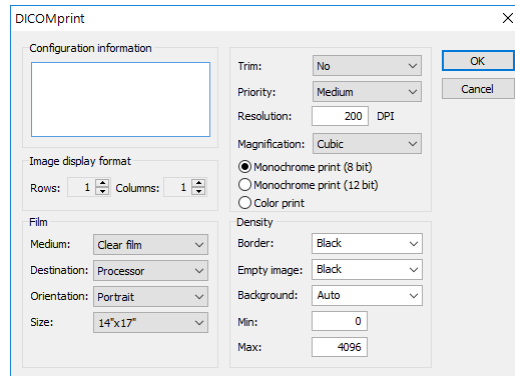 DICOMprint
Configuration information
Image display format
Rows: 1 Columns: 1
Film
Medium: Clear film
Destination: Processor
Orientation: Portrait
Size: 14"x17"
Trim: No
Priority: Medium
Resolution: 200 DPI
Magnification: Cubic
Monochrome print (8 bit)
Monochrome print (12 bit)
Color print
Density
Border: Black
Empty image: Black
Background: Auto
Min: 0
Max: 4096
OK
Cancel